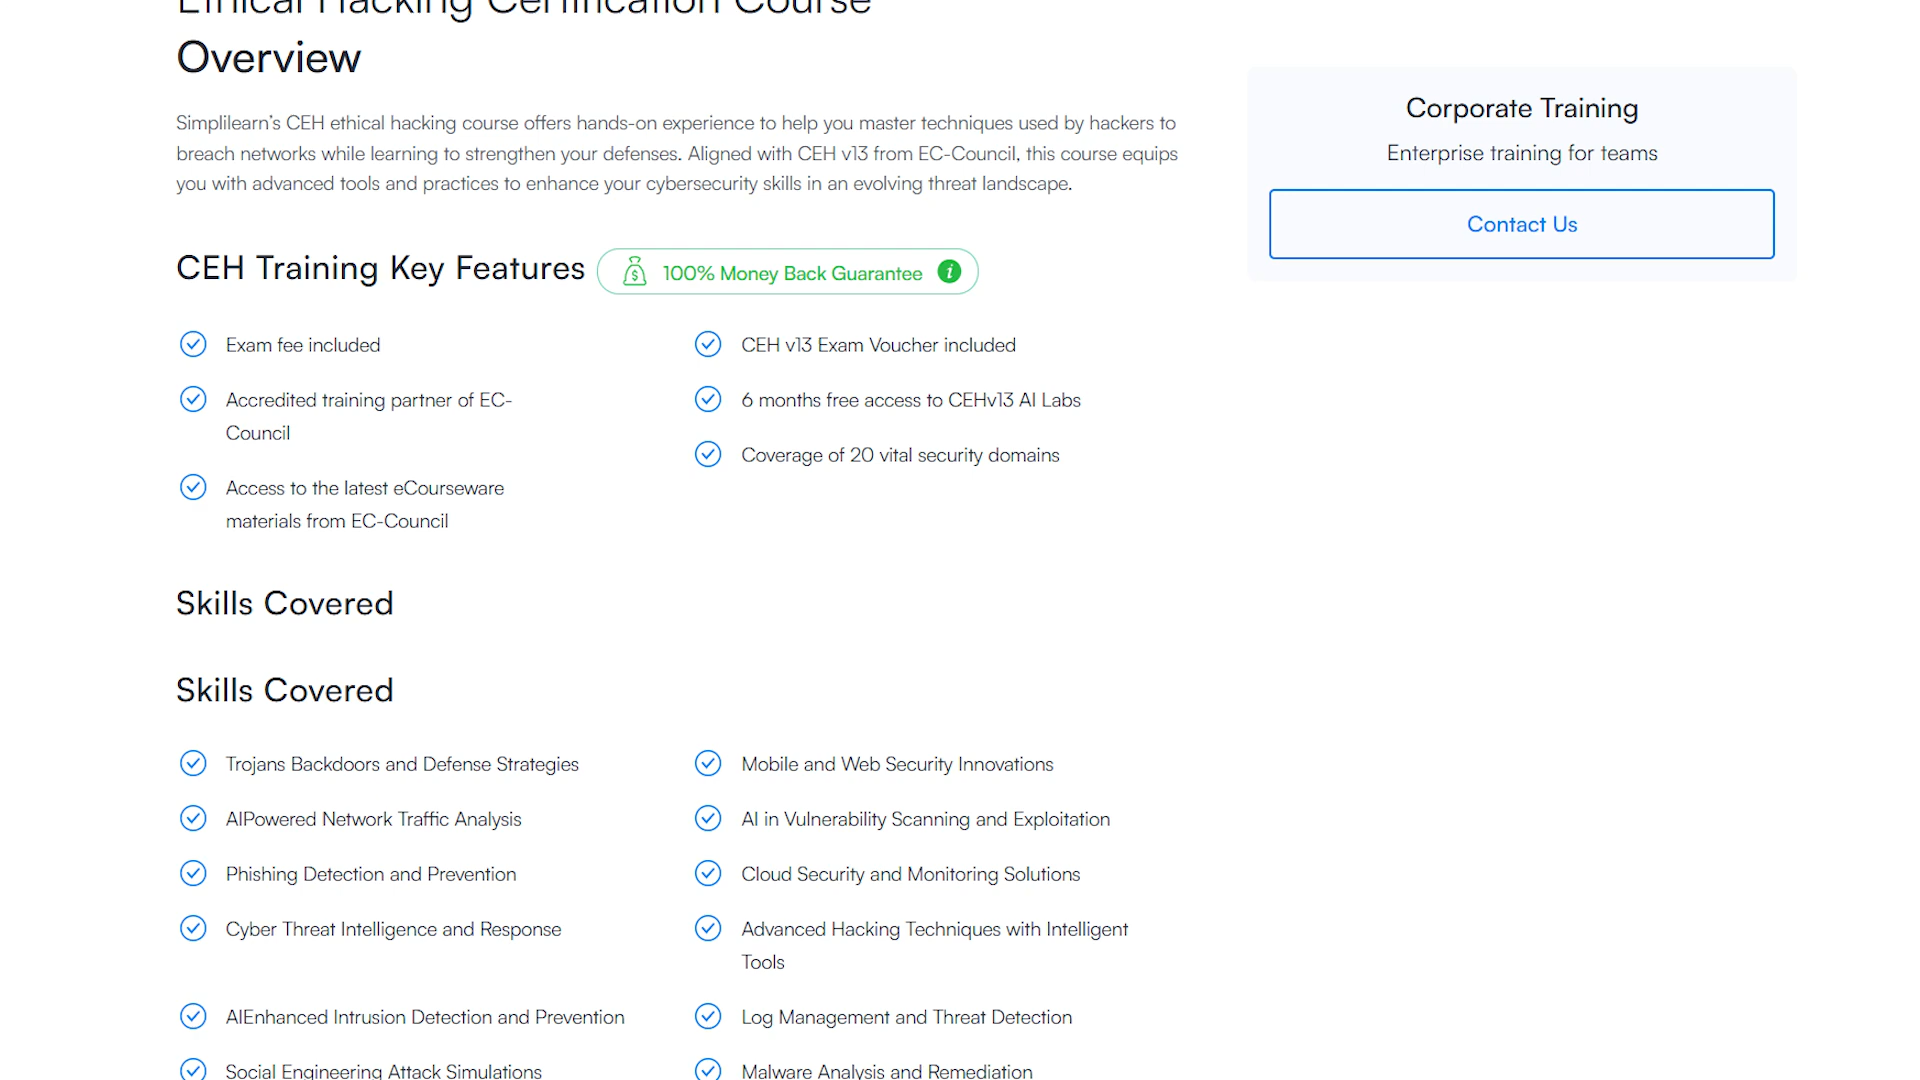 Ethical Hacking Certification Course
Overview
Simplilearn’s CEH ethical hacking course offers hands-on experience to help you master techniques used by hackers to
breach networks while learning to strengthen your defenses. Aligned with CEH v13 from EC-Council, this course equips
you with advanced tools and practices to enhance your cybersecurity skills in an evolving threat landscape.
Corporate Training
Enterprise training for teams
Contact Us
CEH Training Key Features
100% Money Back Guarantee
Exam fee included
Accredited training partner of EC-
Council
Access to the latest eCourseware
materials from EC-Council
CEH v13 Exam Voucher included
6 months free access to CEHv13 AI Labs
Coverage of 20 vital security domains
Skills Covered
Skills Covered
Trojans Backdoors and Defense Strategies
Mobile and Web Security Innovations
AIPowered Network Traffic Analysis
AI in Vulnerability Scanning and Exploitation
Phishing Detection and Prevention
Cloud Security and Monitoring Solutions
Cyber Threat Intelligence and Response
Advanced Hacking Techniques with Intelligent
Tools
AIEnhanced Intrusion Detection and Prevention
Log Management and Threat Detection
Social Engineering Attack Simulations
Malware Analysis and Remediation